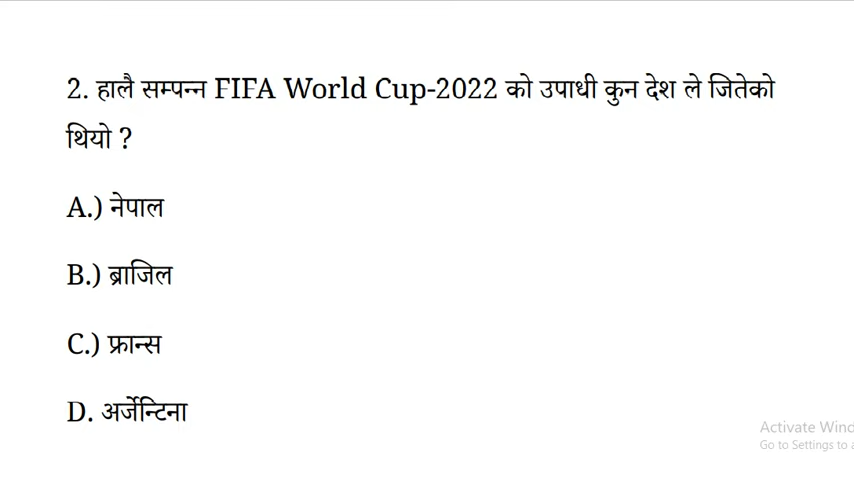 2. हालै सम्पन्न FIFA World Cup-2022 को उपाधी कुन देश ले जितेको
थियो ?
A.) नेपाल
B.) ब्राजिल
C.) फ्रान्स
D. अर्जेन्टिना
Activate Wind
Go to Settings to a